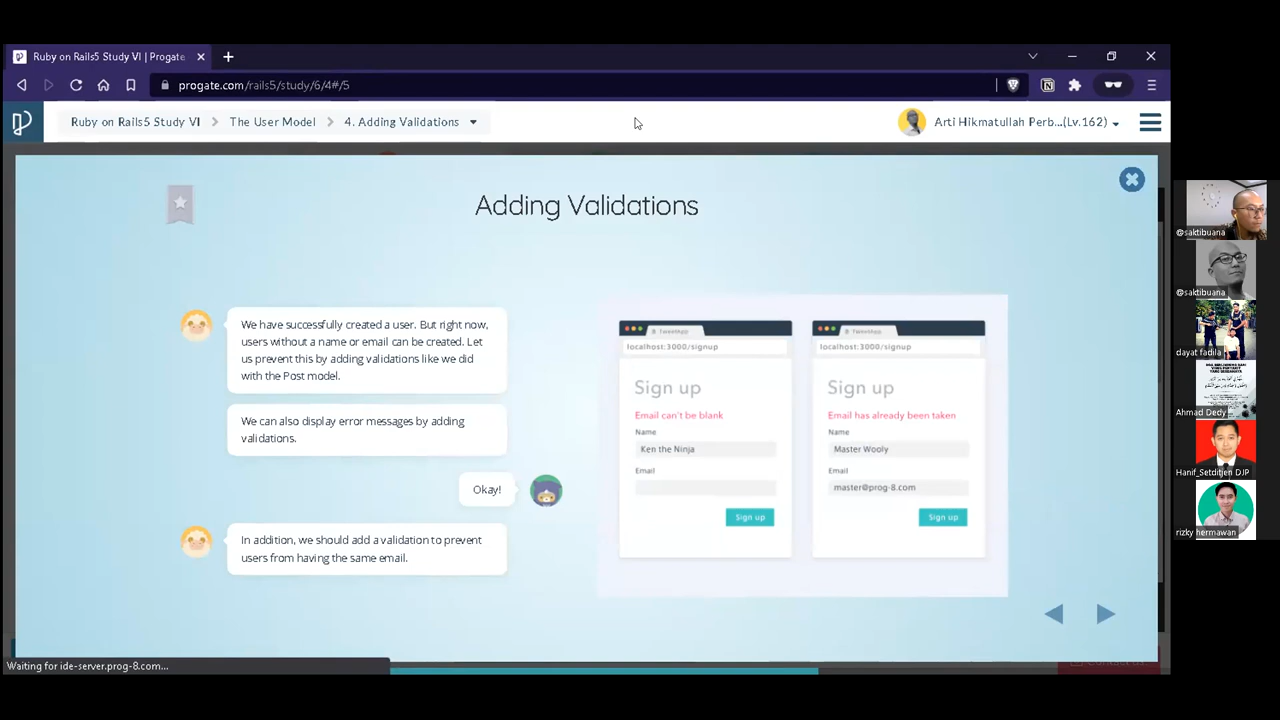 Ruby on Rails5 Study VI | Progate
progate.com/rails5/study/6/4#/5
Ruby on Rails5 Study VI
The User Model
4. Adding Validations
Arti Hikmatullah Perb...(Lv.162)
Adding Validations
We have successfully created a user. But right now,
users without a name or email can be created. Let
us prevent this by adding validations like we did
with the Post model.
We can also display error messages by adding
validations.
Okay!
In addition, we should add a validation to prevent
users from having the same email.
TweetApp
localhost:3000/signup
Sign up
Email can't be blank
Name
Ken the Ninja
Email
Sign up
TweetApp
localhost:3000/signup
Sign up
Email has already been taken
Name
Master Wooly
Email
master@prog-8.com
Sign up
Waiting for ide-server.prog-8.com...
@saktibuana
@saktibuana
dayat fadila
Ahmad Dedy
Hanif_Setditjen DJP
rizky hermawan